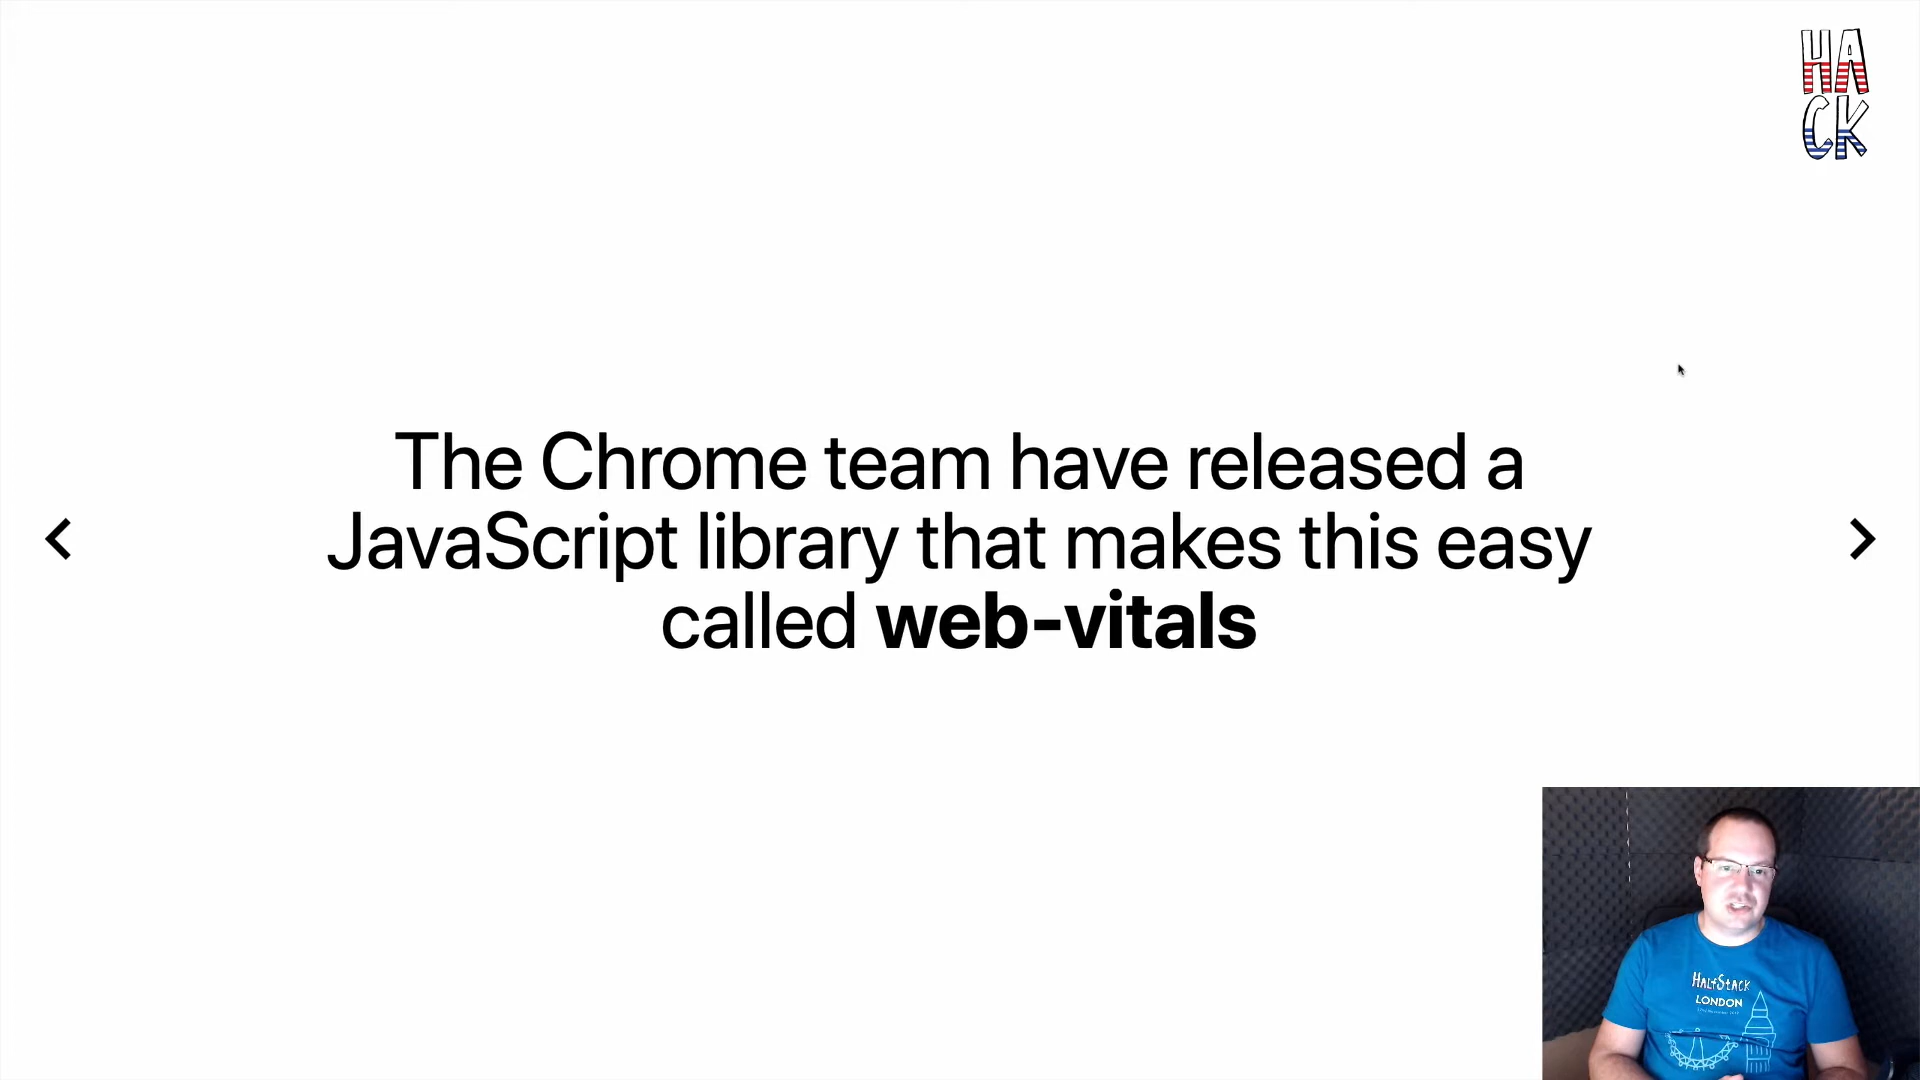 HA
CK
The Chrome team have released a
JavaScript library that makes this easy
called web-vitals
HALFSTACK
LONDON